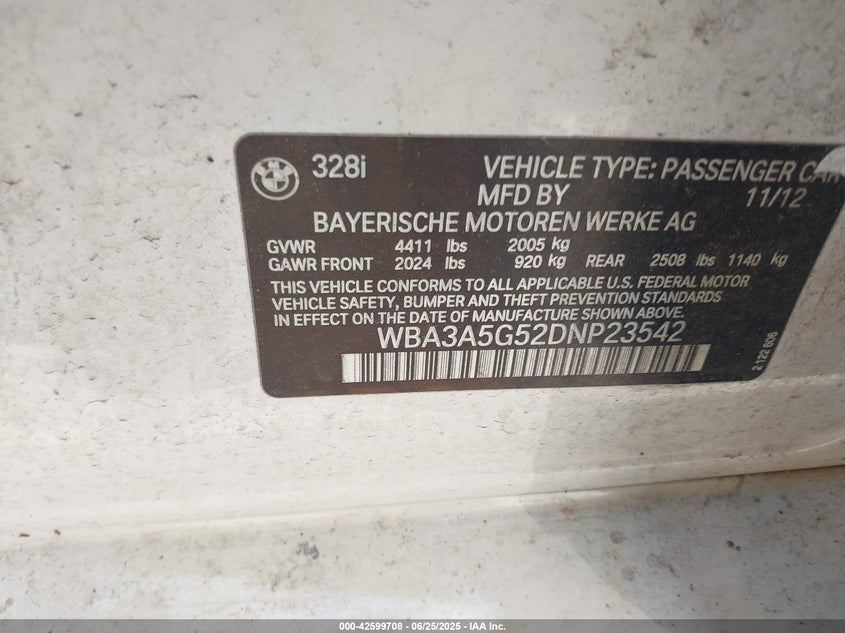 328i VEHICLE TYPE: PASSENGER CAR
MFD BY 11/12
BAYERISCHE MOTOREN WERKE AG
GVWR 4411 lbs 2005 kg
GAWR FRONT 2024 lbs 920 kg REAR 2508 lbs 1140 kg
THIS VEHICLE CONFORMS TO ALL APPLICABLE U.S. FEDERAL MOTOR
VEHICLE SAFETY, BUMPER AND THEFT PREVENTION STANDARDS
IN EFFECT ON THE DATE OF MANUFACTURE SHOWN ABOVE.
WBA3A5G52DNP23542
2 122 606
000-42599708 - 06/25/2025 - IAA Inc.